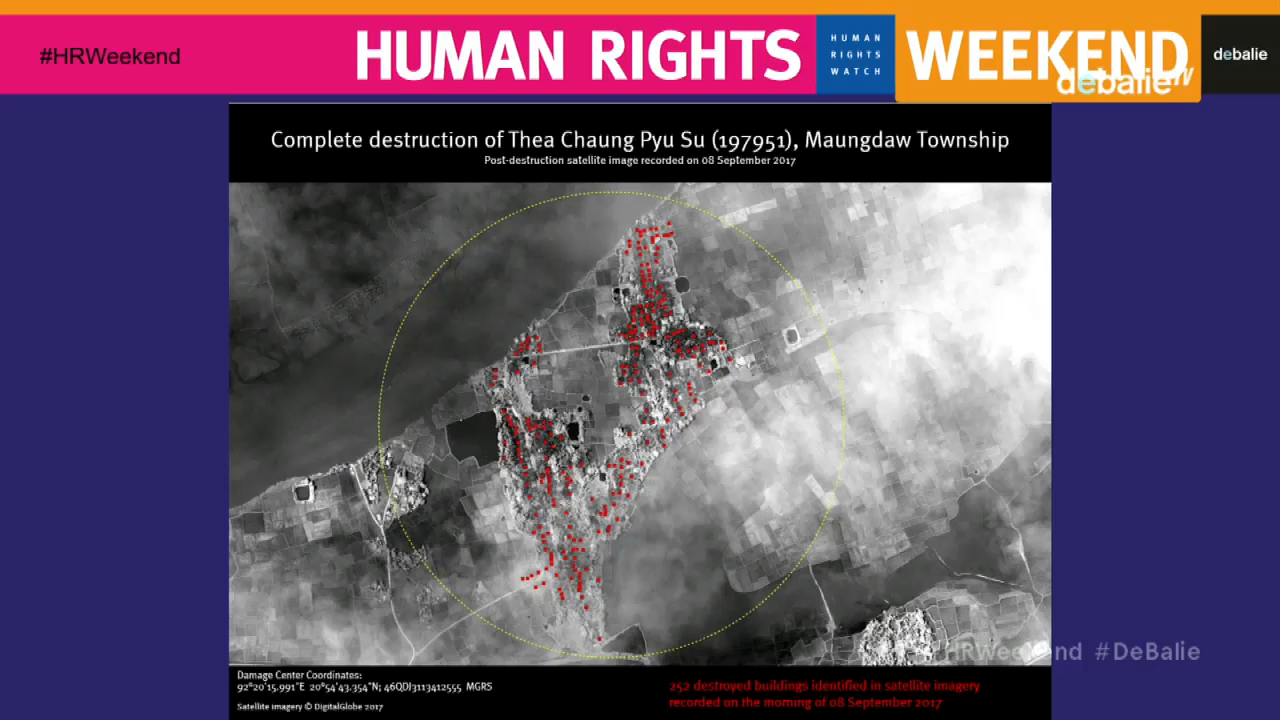 #HRWeekend
HUMAN RIGHTS
HUMAN
RIGHTS
WATCH
WEEKEND
debalie TV
debalie
Complete destruction of Thea Chaung Pyu Su (197951), Maungdaw Township
Post-destruction satellite image recorded on 08 September 2017
#HRWeekend #DeBalie
Damage Center Coordinates:
92°20'15.991"E 20°54'43.354"N; 46QDJ3113412555 MGRS
Satellite imagery © DigitalGlobe 2017
252 destroyed buildings identified in satellite imagery
recorded on the morning of 08 September 2017